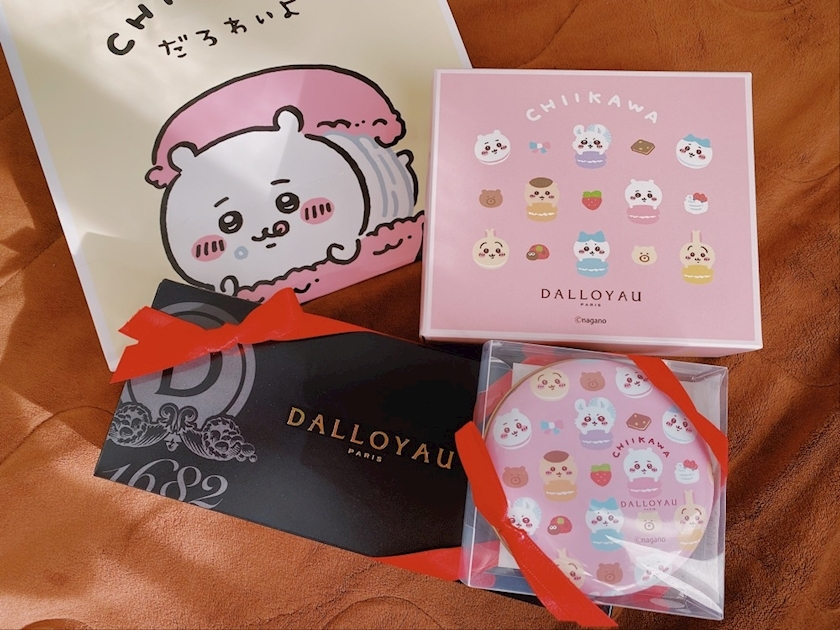 だろわいよ
CHIIKAWA
DALLOYAU
PARIS
©nagano
D
DALLOYAU
PARIS
1682
CHIIKAWA
DALLOYAU
©nagano